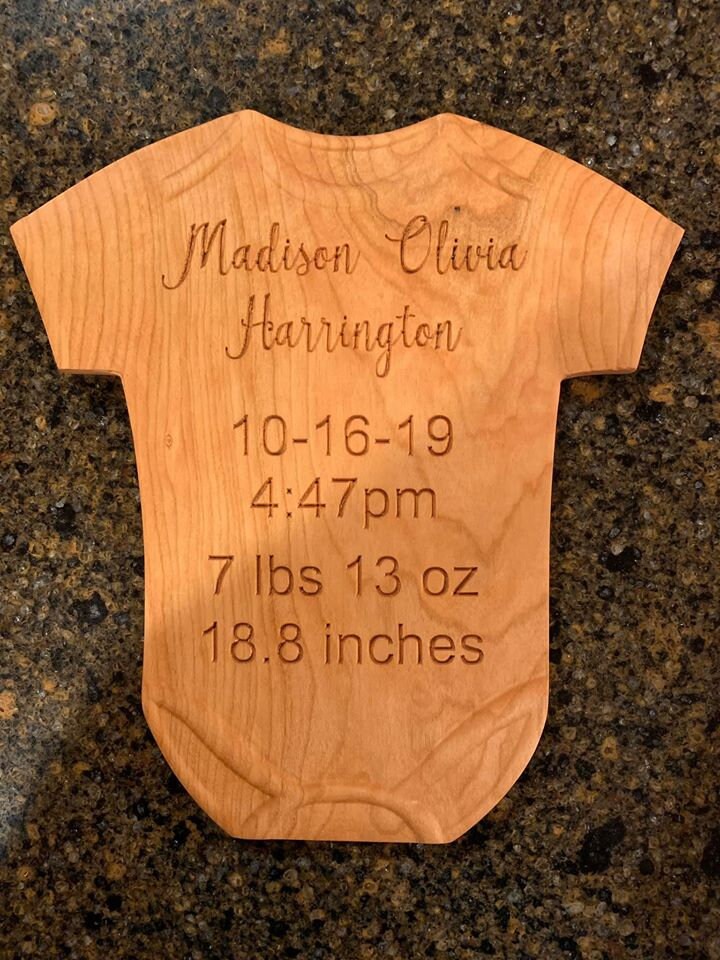 Madison Olivia
Harrington
10-16-19
4:47pm
7 lbs 13 oz
18.8 inches